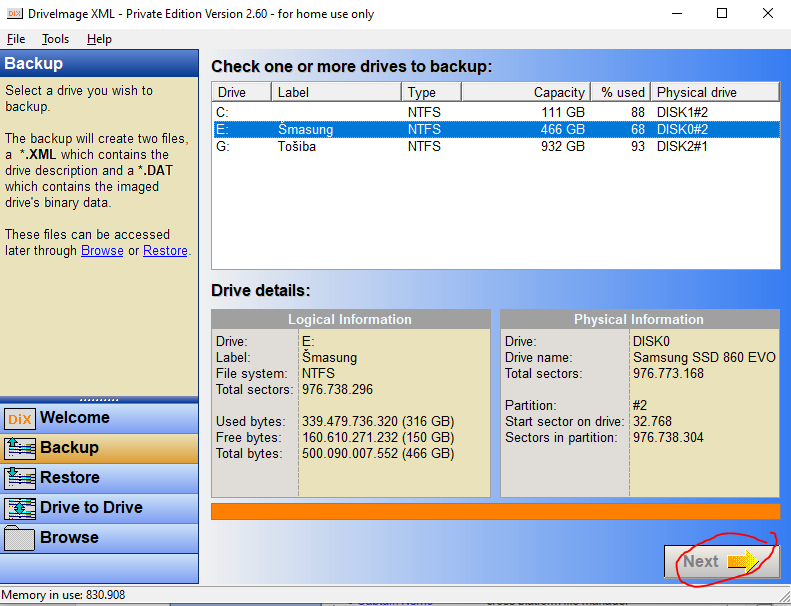 DriveImage XML - Private Edition Version 2.60 - for home use only
File Tools Help
Backup
Select a drive you wish to
backup.
The backup will create two files,
a *.XML which contains the
drive description and a *.DAT
which contains the imaged
drive's binary data.
These files can be accessed
later through Browse or Restore.
DiX Welcome
Backup
Restore
Drive to Drive
Browse
Check one or more drives to backup:
Drive Label Type Capacity % used Physical drive
C: NTFS 111 GB 88 DISK1#2
E: Šmasung NTFS 466 GB 68 DISK0#2
G: Tošiba NTFS 932 GB 93 DISK2#1
Drive details:
Logical Information
Drive: E:
Label: Šmasung
File system: NTFS
Total sectors: 976.738.296
Used bytes: 339.479.736.320 (316 GB)
Free bytes: 160.610.271.232 (150 GB)
Total bytes: 500.090.007.552 (466 GB)
Physical Information
Drive: DISK0
Drive name: Samsung SSD 860 EVO
Total sectors: 976.773.168
Partition: #2
Start sector on drive: 32.768
Sectors in partition: 976.738.304
Next
Memory in use: 830.908